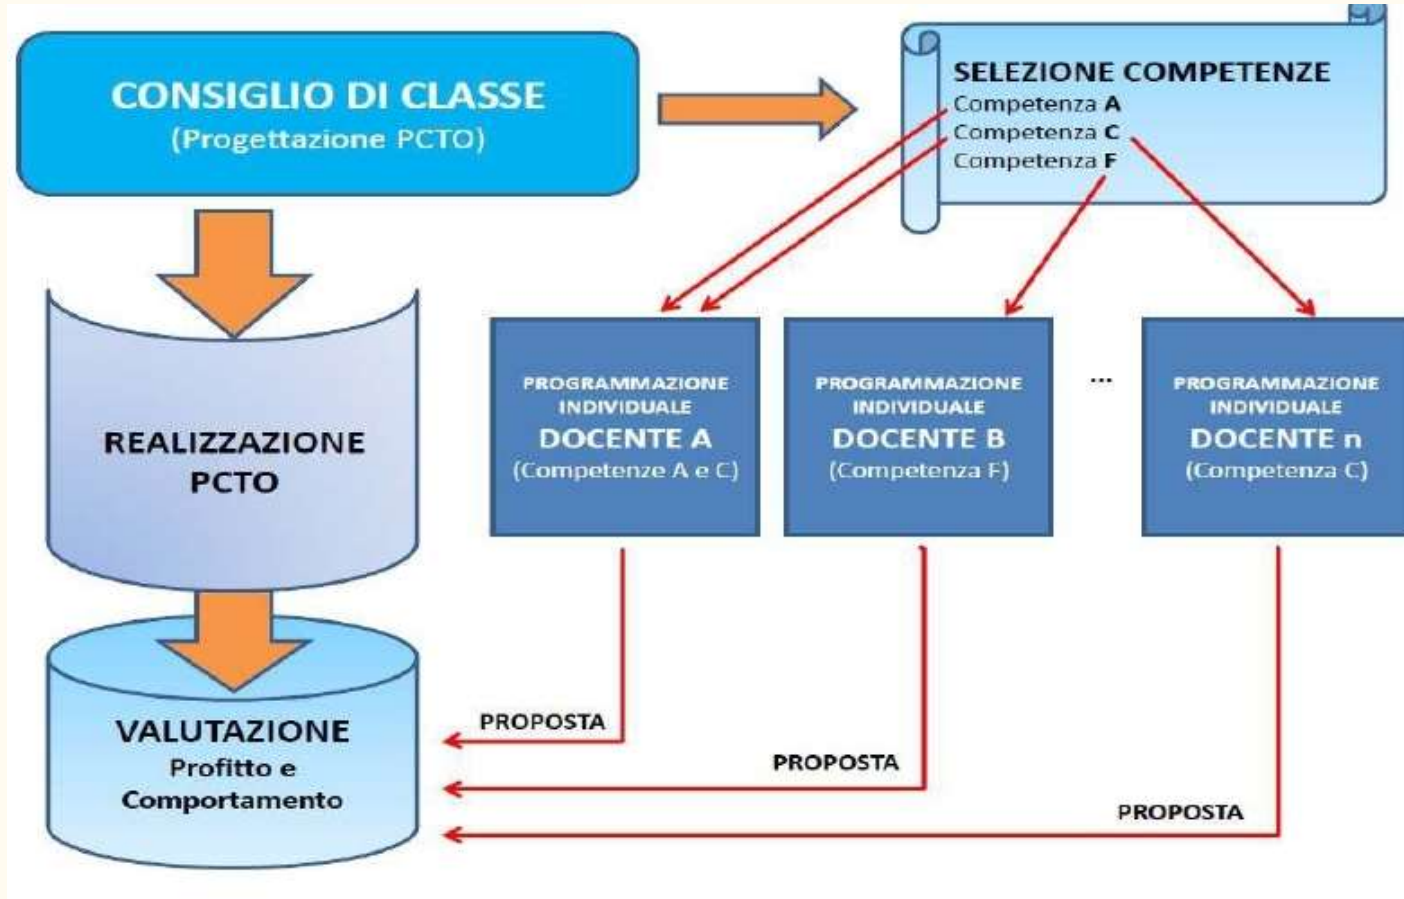 CONSIGLIO DI CLASSE
(Progettazione PCTO)
SELEZIONE COMPETENZE
Competenza A
Competenza C
Competenza F
REALIZZAZIONE
PCTO
PROGRAMMAZIONE
INDIVIDUALE
DOCENTE A
(Competenze A e C)
PROGRAMMAZIONE
INDIVIDUALE
DOCENTE B
(Competenza F)
...
PROGRAMMAZIONE
INDIVIDUALE
DOCENTE n
(Competenza C)
VALUTAZIONE
Profitto e
Comportamento
PROPOSTA
PROPOSTA
PROPOSTA